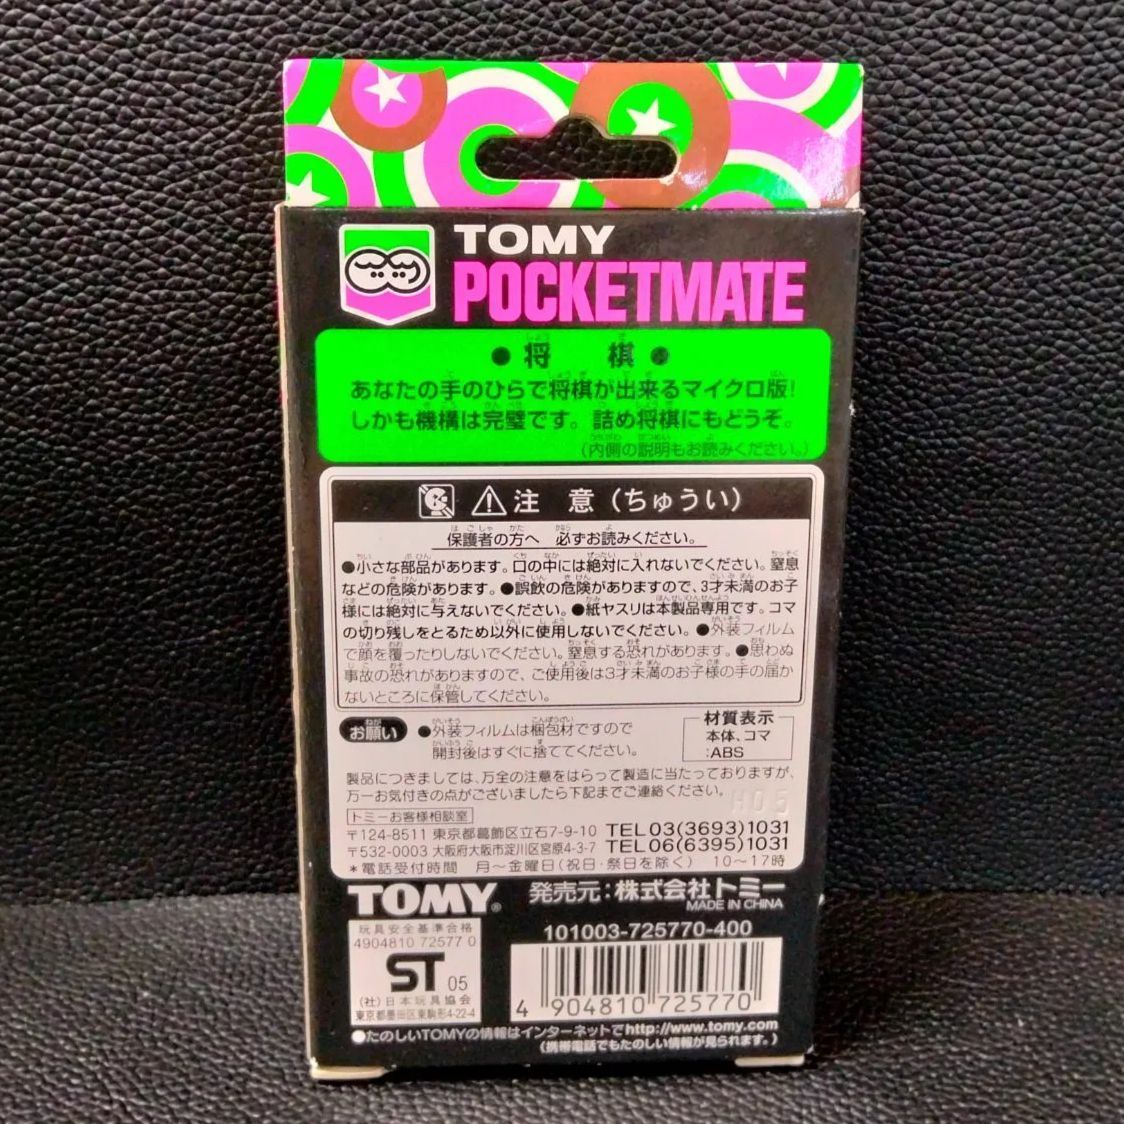 TOMY
POCKETMATE
●将 棋●
あなたの手のひらで将棋が出来るマイクロ版!
しかも機構は完璧です。詰め将棋にもどうぞ。
(内側の説明もお読みください。)
⚠注 意(ちゅうい)
保護者の方へ 必ずお読みください。
●小さな部品があります。口の中には絶対に入れないでください。窒息
などの危険があります。●誤飲の危険がありますので、3才未満のお子
様には絶対に与えないでください。●紙ヤスリは本製品専用です。コマ
の切り残しをとるため以外に使用しないでください。●外装フィルム
で顔を覆ったりしないでください。窒息する恐れがあります。●思わぬ
事故の恐れがありますので、ご使用後は3才未満のお子様の手の届か
ないところに保管してください。
お願い
●外装フィルムは梱包材ですので
開封後はすぐに捨ててください。
材質表示
本体、コマ
:ABS
製品につきましては、万全の注意をはらって製造に当たっておりますが、
万一お気付きの点がございましたら下記までご連絡ください。
H05
トミーお客様相談室
〒124-8511 東京都葛飾区立石7-9-10 TEL03(3693)1031
〒532-0003 大阪府大阪市淀川区宮原4-3-7 TEL06(6395)1031
*電話受付時間 月~金曜日(祝日・祭日を除く) 10~17時
TOMY® 発売元:株式会社トミー
MADE IN CHINA
玩具安全基準合格
4904810 72577 0
ST 05
(社)日本玩具協会
東京都墨田区東駒形4-22-4
101003-725770-400
4 904810 725770
●たのしいTOMYの情報はインターネットでhttp://www.tomy.com
(携帯電話でもたのしい情報が見られます。)